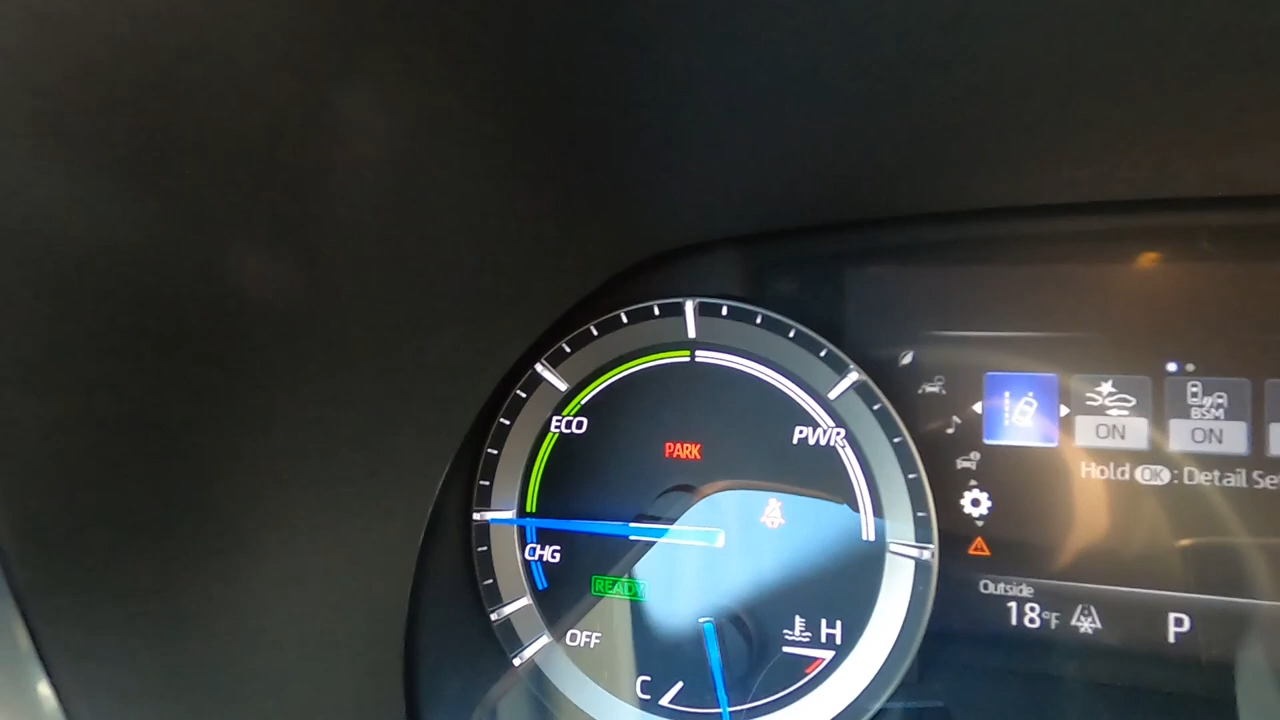 ECO
PARK
PWR
CHG
READY
OFF
H
C
ON
BSM
ON
Hold OK : Detail Se
Outside
18°F
P